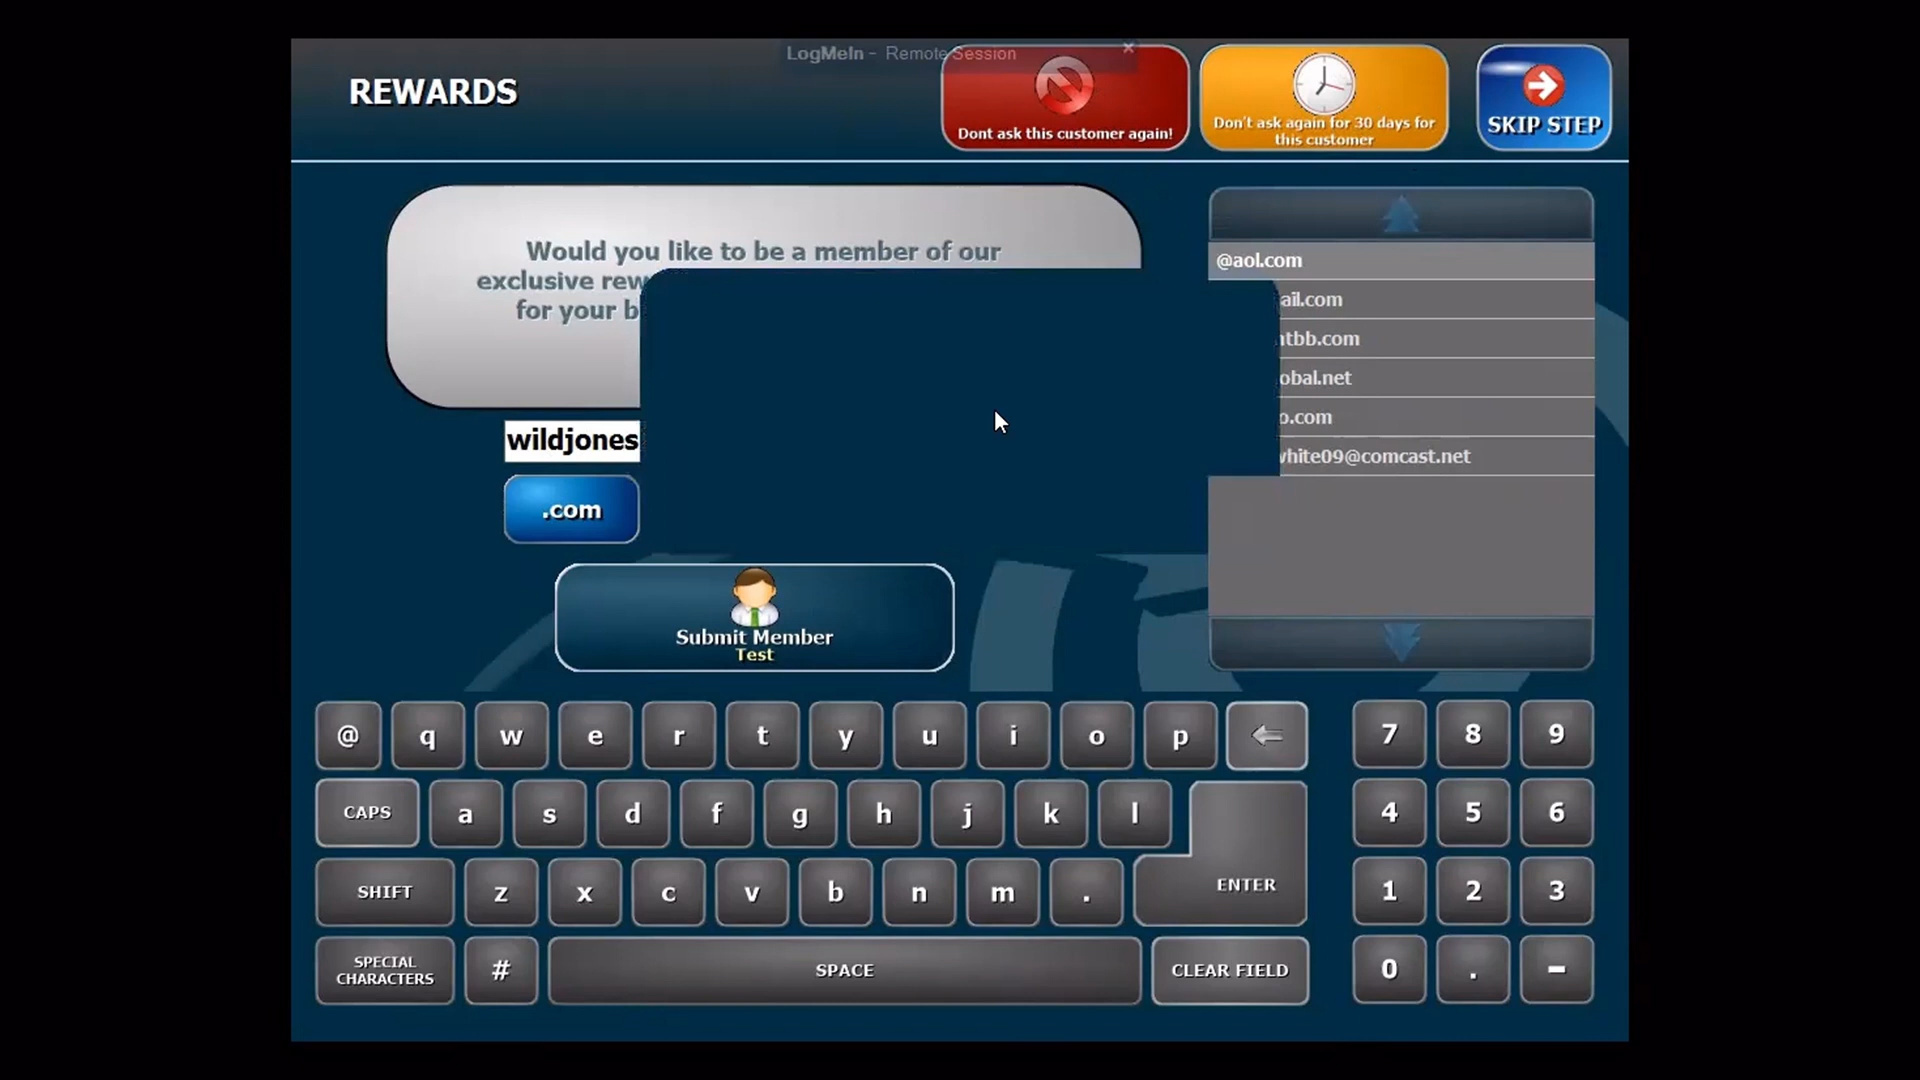 LogMeIn - Remote Session
REWARDS
Dont ask this customer again!
Don't ask again for 30 days for
this customer
SKIP STEP
Would you like to be a member of our
exclusive
for your
@aol.com
ail.com
tbb.com
obal.net
o.com
hite09@comcast.net
wildjones
.com
Submit Member
Test
@ q w e r t y u i o p
7 8 9
CAPS a s d f g h j k l
4 5 6
SHIFT z x c v b n m .
ENTER
1 2 3
SPECIAL
CHARACTERS
# SPACE CLEAR FIELD
0 . -